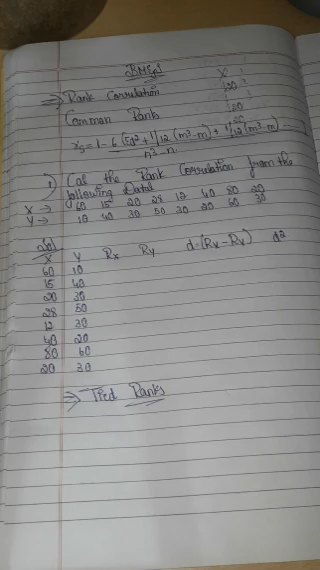 BMS
=> Rank Correlation
Common Rank
rs = 1 - 6 (Σd² + 1/12 (m³-m) + 1/12 (m³-m) ---
n³-n
1) Cal the Rank Correlation from the
following Data
X → 60 15 20 28 12 40 80 20
Y → 10 40 30 50 30 20 60 30
Sol
X Y Rx Ry d=(Rx-Ry) d²
60 10
15 40
20 30
28 50
12 30
40 20
80 60
20 30
=> Tied Ranks